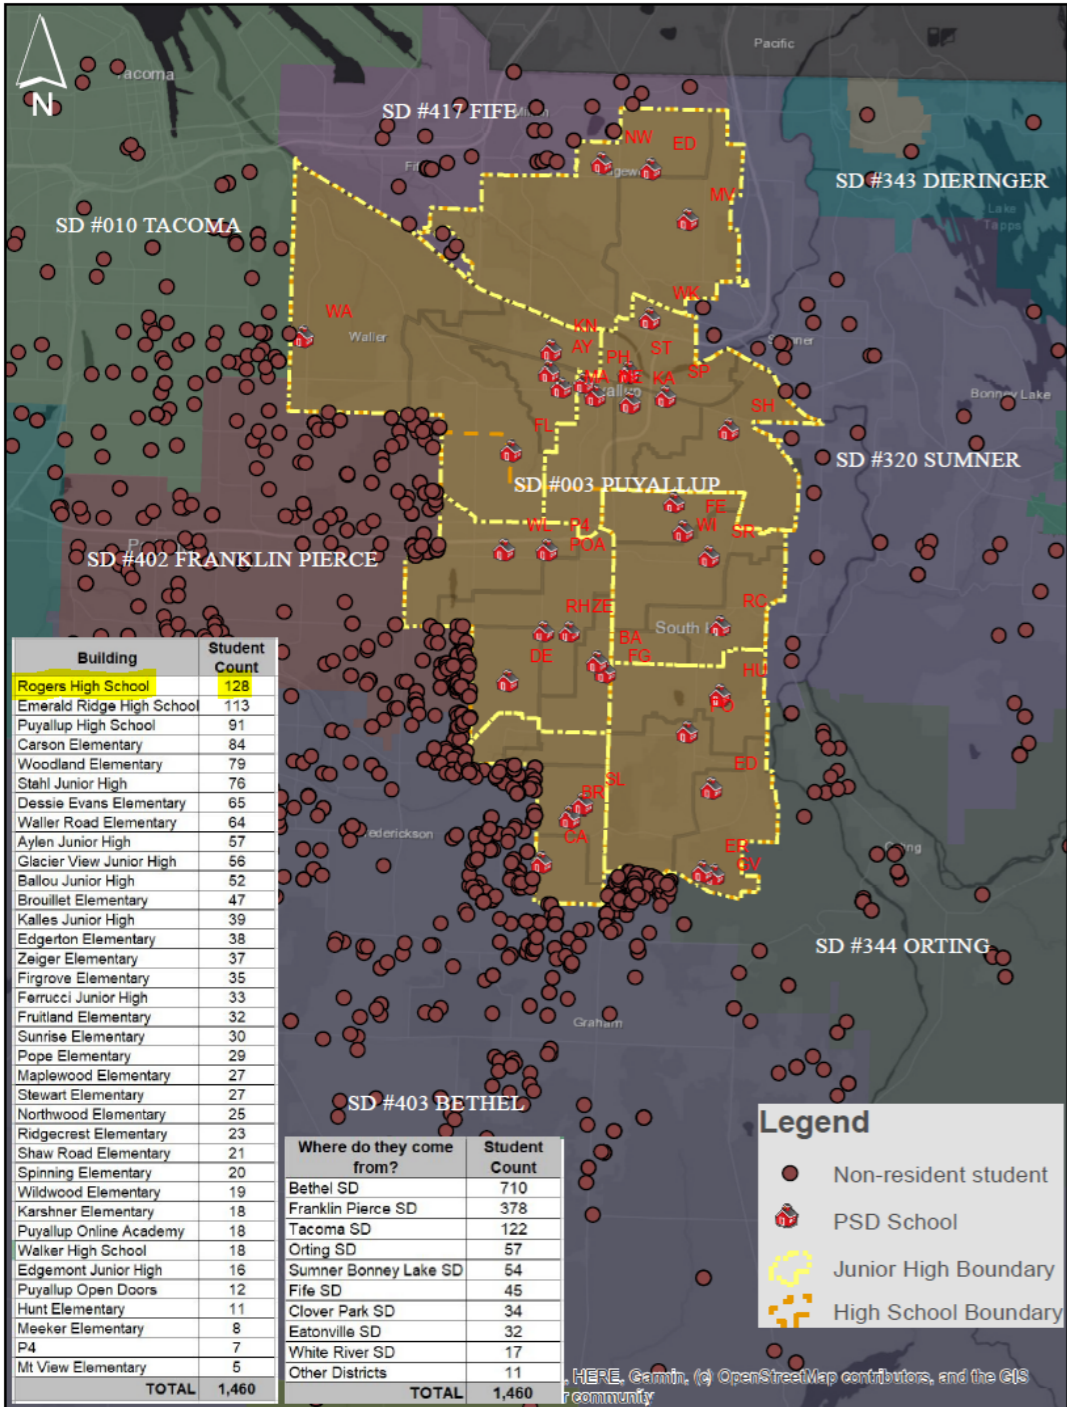 Pacific
Tacoma
N
SD #417 FIFE
Milton
NW
ED
Fife
SD #343 DIERINGER
MV
Lake
Tapps
SD #010 TACOMA
WK
WA
Waller
KN
AY
ST
PH
SP
MA
KA
Sumner
Bonney Lake
SH
FL
SD #320 SUMNER
SD #003 PUYALLUP
FE
WL
P4
WI
SR
POA
SD #402 FRANKLIN PIERCE
RH
ZE
RC
BA
South
DE
FG
HU
PO
ED
SL
BR
CA
Frederickson
ER
GV
Orting
SD #344 ORTING
Graham
SD #403 BETHEL
Building Student Count
Rogers High School 128
Emerald Ridge High School 113
Puyallup High School 91
Carson Elementary 84
Woodland Elementary 79
Stahl Junior High 76
Dessie Evans Elementary 65
Waller Road Elementary 64
Aylen Junior High 57
Glacier View Junior High 56
Ballou Junior High 52
Brouillet Elementary 47
Kalles Junior High 39
Edgerton Elementary 38
Zeiger Elementary 37
Firgrove Elementary 35
Ferrucci Junior High 33
Fruitland Elementary 32
Sunrise Elementary 30
Pope Elementary 29
Maplewood Elementary 27
Stewart Elementary 27
Northwood Elementary 25
Ridgecrest Elementary 23
Shaw Road Elementary 21
Spinning Elementary 20
Wildwood Elementary 19
Karshner Elementary 18
Puyallup Online Academy 18
Walker High School 18
Edgemont Junior High 16
Puyallup Open Doors 12
Hunt Elementary 11
Meeker Elementary 8
P4 7
Mt View Elementary 5
TOTAL 1,460
Where do they come from? Student Count
Bethel SD 710
Franklin Pierce SD 378
Tacoma SD 122
Orting SD 57
Sumner Bonney Lake SD 54
Fife SD 45
Clover Park SD 34
Eatonville SD 32
White River SD 17
Other Districts 11
TOTAL 1,460
Legend
Non-resident student
PSD School
Junior High Boundary
High School Boundary
, HERE, Garmin, (c) OpenStreetMap contributors, and the GIS
r community